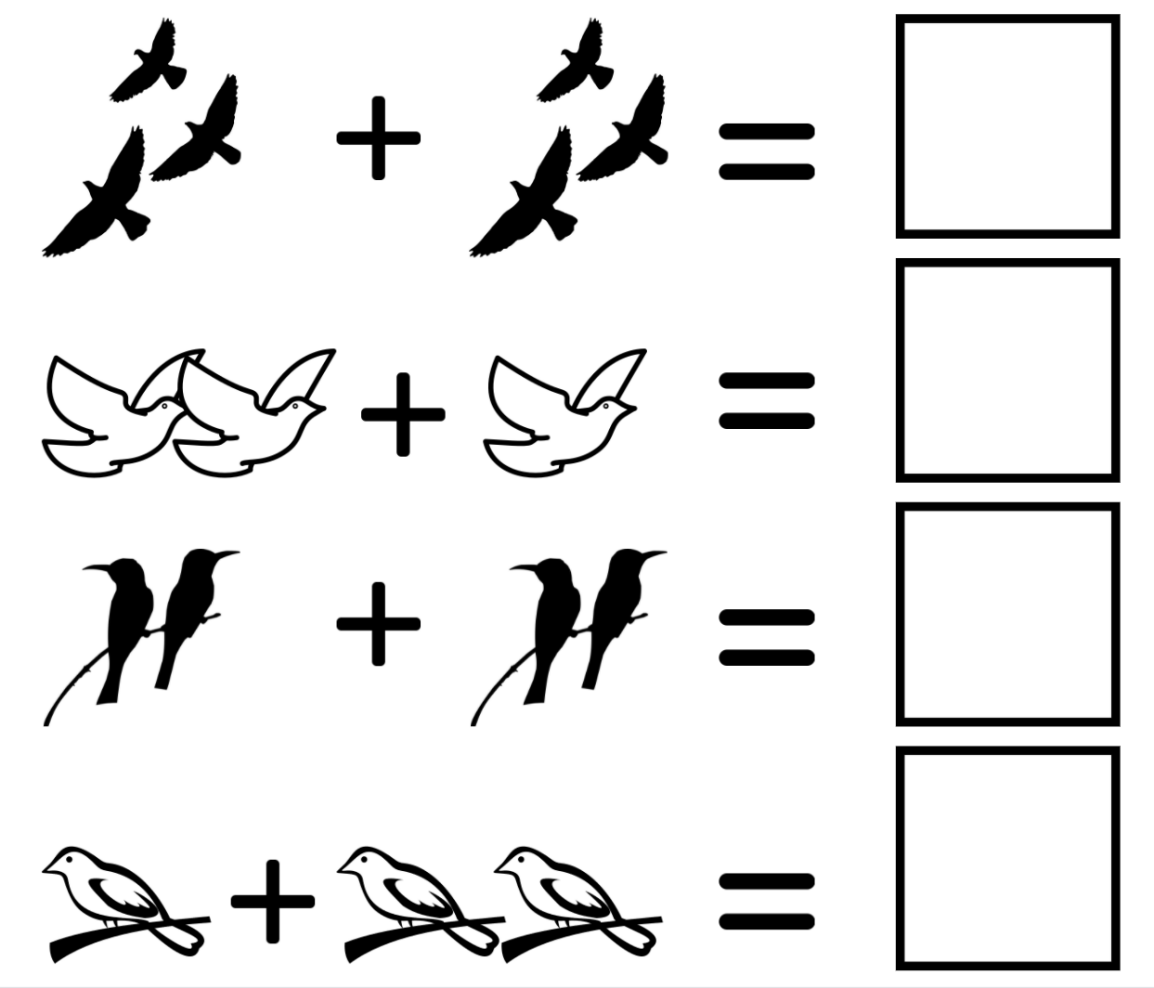 + =
+ =
+ =
+ =